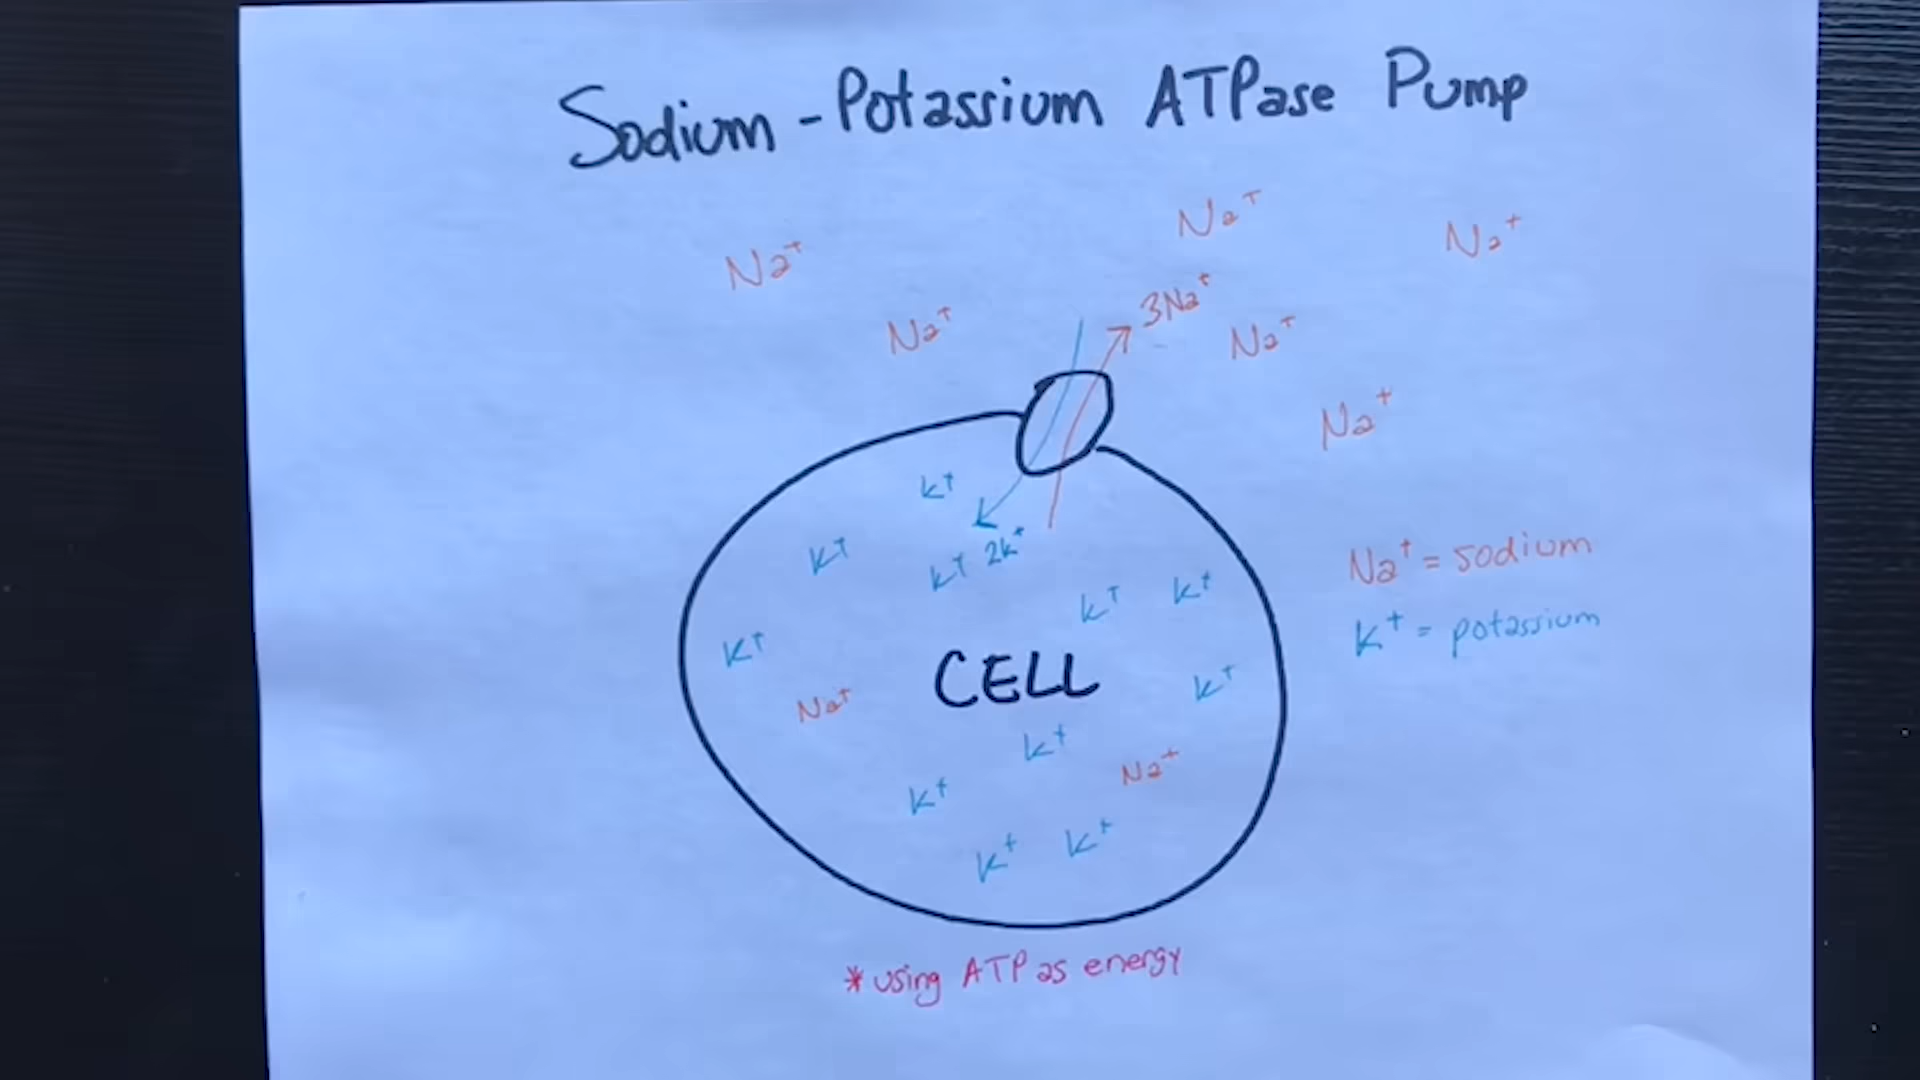 Sodium-Potassium ATPase Pump
Na+
Na+
Na+
Na+
3Na+
Na+
Na+
K+
K+
K+ 2K+
K+
K+
K+
Na+
CELL
K+
K+
Na+
K+
K+
K+
Na+ = sodium
K+ = potassium
*using ATP as energy